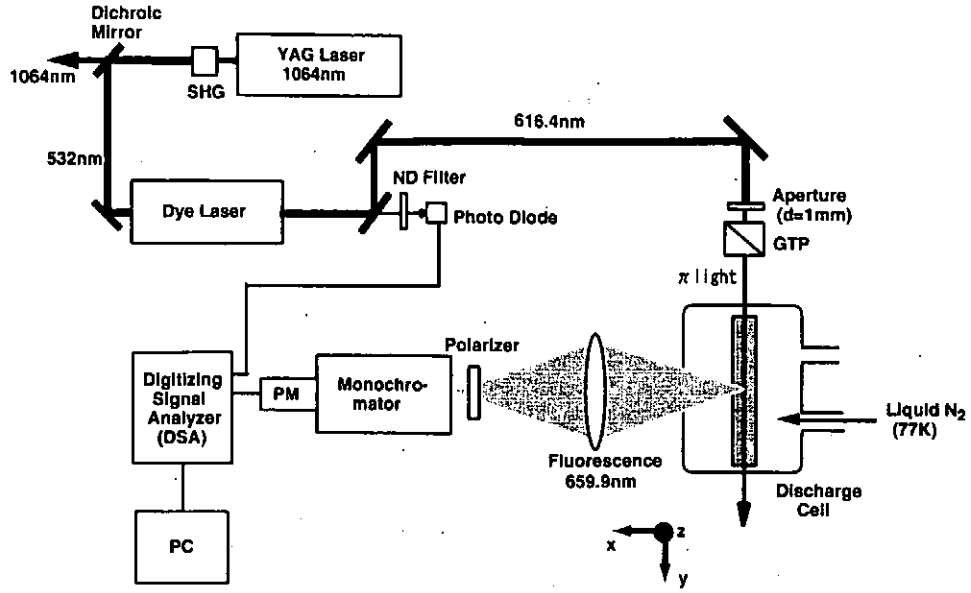 Dichroic
Mirror
YAG Laser
1064nm
1064nm
SHG
616.4nm
532nm
ND Filter
Dye Laser
Photo Diode
Aperture
(d=1mm)
GTP
π light
Polarizer
Digitizing
Signal
Analyzer
(DSA)
PM
Monochro-
mator
Liquid N₂
(77K)
Fluorescence
659.9nm
Discharge
Cell
PC
x
z
y